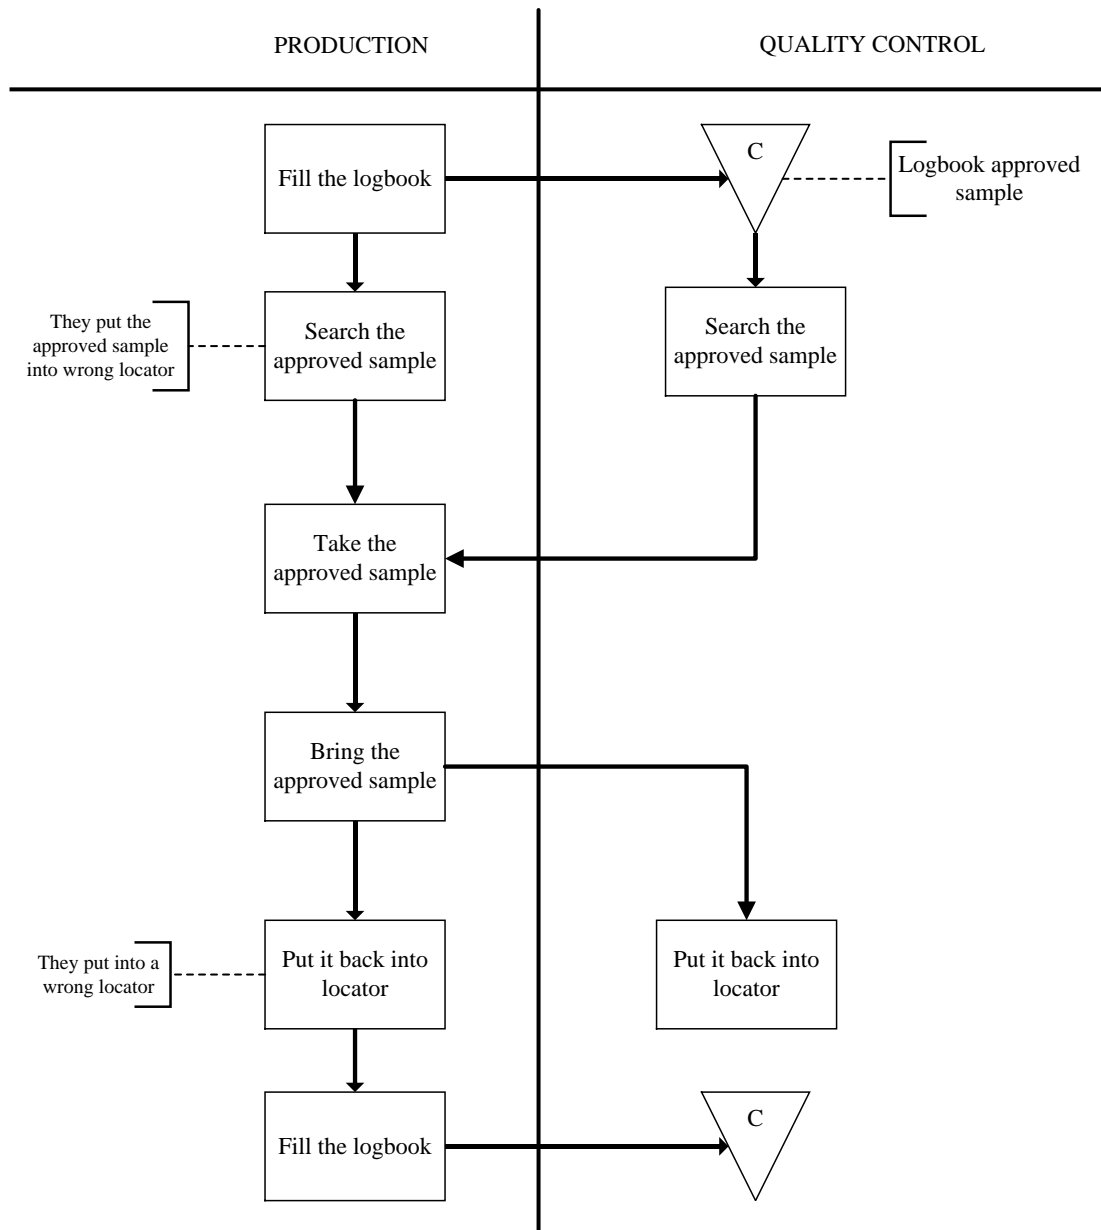 PRODUCTION
QUALITY CONTROL
Fill the logbook
C
Logbook approved
sample
They put the
approved sample
into wrong locator
Search the
approved sample
Search the
approved sample
Take the
approved sample
Bring the
approved sample
They put into a
wrong locator
Put it back into
locator
Put it back into
locator
Fill the logbook
C